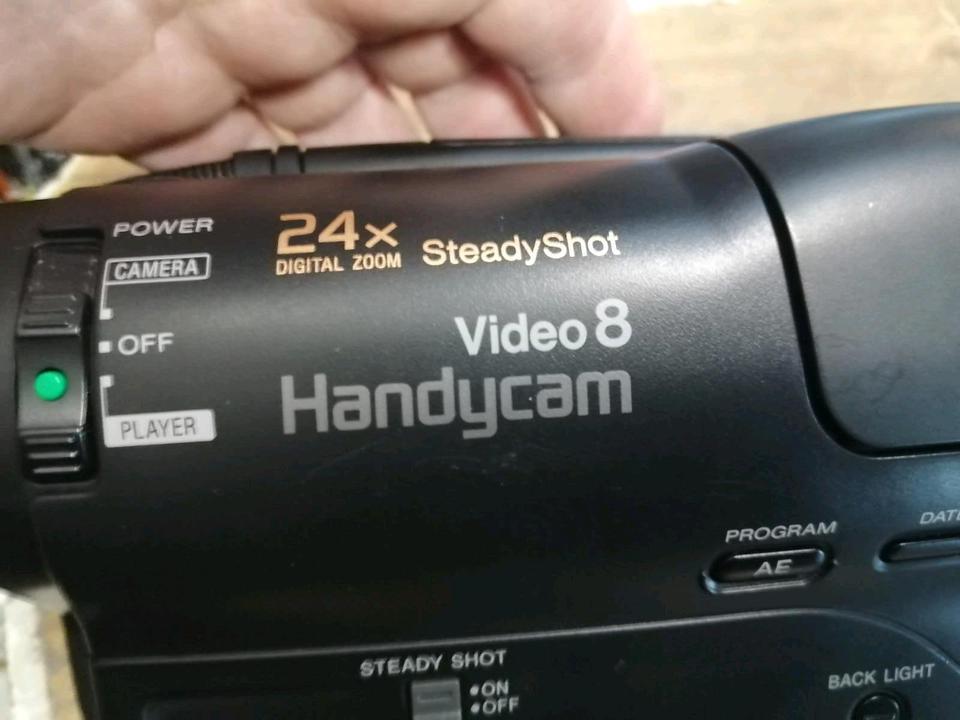 POWER
CAMERA
OFF
PLAYER
24x
DIGITAL ZOOM
SteadyShot
Video 8
Handycam
PROGRAM
AE
STEADY SHOT
ON
OFF
BACK LIGHT